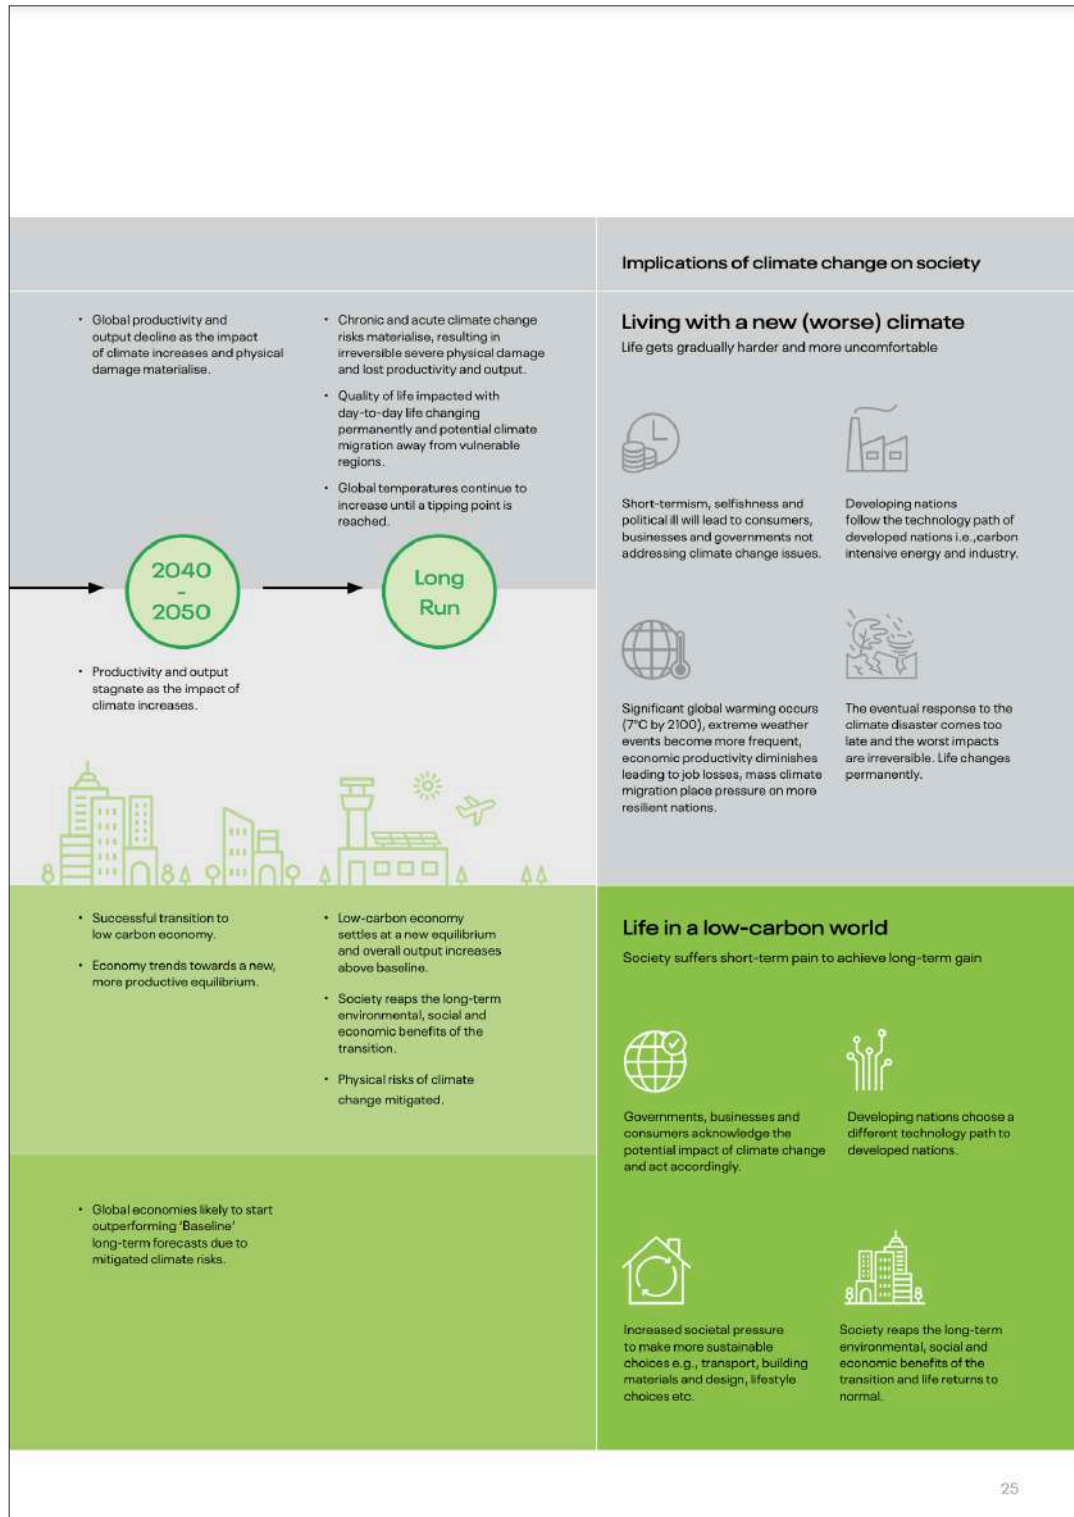 Implications of climate change on society
• Global productivity and
output decline as the impact
of climate increases and physical
damage materialise.
• Chronic and acute climate change
risks materialise, resulting in
irreversible severe physical damage
and lost productivity and output.
• Quality of life impacted with
day-to-day life changing
permanently and potential climate
migration away from vulnerable
regions.
• Global temperatures continue to
increase until a tipping point is
reached.
2040
-
2050
Long
Run
• Productivity and output
stagnate as the impact of
climate increases.
Living with a new (worse) climate
Life gets gradually harder and more uncomfortable
Short-termism, selfishness and
political ill will lead to consumers,
businesses and governments not
addressing climate change issues.
Developing nations
follow the technology path of
developed nations i.e.,carbon
intensive energy and industry.
Significant global warming occurs
(7°C by 2100), extreme weather
events become more frequent,
economic productivity diminishes
leading to job losses, mass climate
migration place pressure on more
resilient nations.
The eventual response to the
climate disaster comes too
late and the worst impacts
are irreversible. Life changes
permanently.
• Successful transition to
low carbon economy.
• Economy trends towards a new,
more productive equilibrium.
• Low-carbon economy
settles at a new equilibrium
and overall output increases
above baseline.
• Society reaps the long-term
environmental, social and
economic benefits of the
transition.
• Physical risks of climate
change mitigated.
• Global economies likely to start
outperforming 'Baseline'
long-term forecasts due to
mitigated climate risks.
Life in a low-carbon world
Society suffers short-term pain to achieve long-term gain
Governments, businesses and
consumers acknowledge the
potential impact of climate change
and act accordingly.
Developing nations choose a
different technology path to
developed nations.
Increased societal pressure
to make more sustainable
choices e.g., transport, building
materials and design, lifestyle
choices etc.
Society reaps the long-term
environmental, social and
economic benefits of the
transition and life returns to
normal.
25